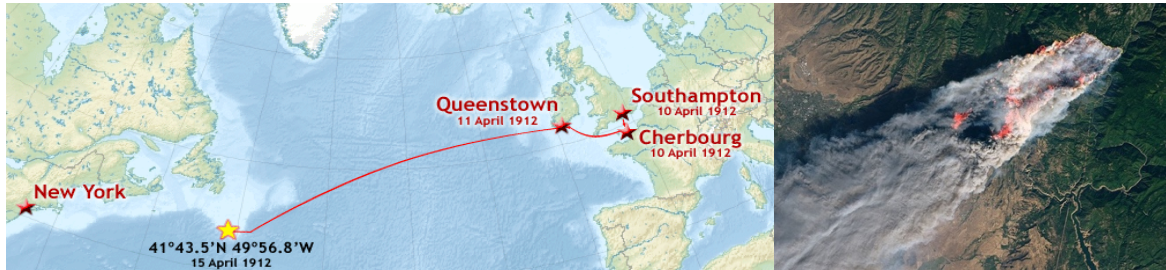 Queenstown
11 April 1912
Southampton
10 April 1912
Cherbourg
10 April 1912
New York
41°43.5'N 49°56.8'W
15 April 1912